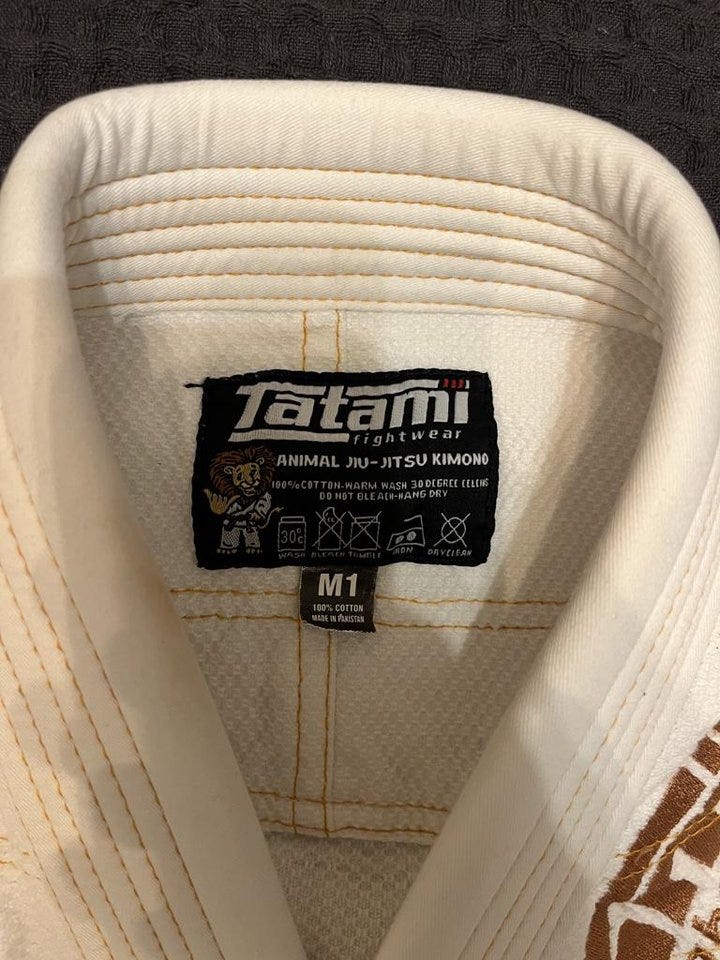 Tatami
fightwear
ANIMAL JIU-JITSU KIMONO
100% COTTON-WARM WASH 30 DEGREE CELENS
DO NOT BLEACH-HANG DRY
30°C
WASH BLEACH TUMBLE IRON DRYCLEAN
M1
100% COTTON
MADE IN PAKISTAN